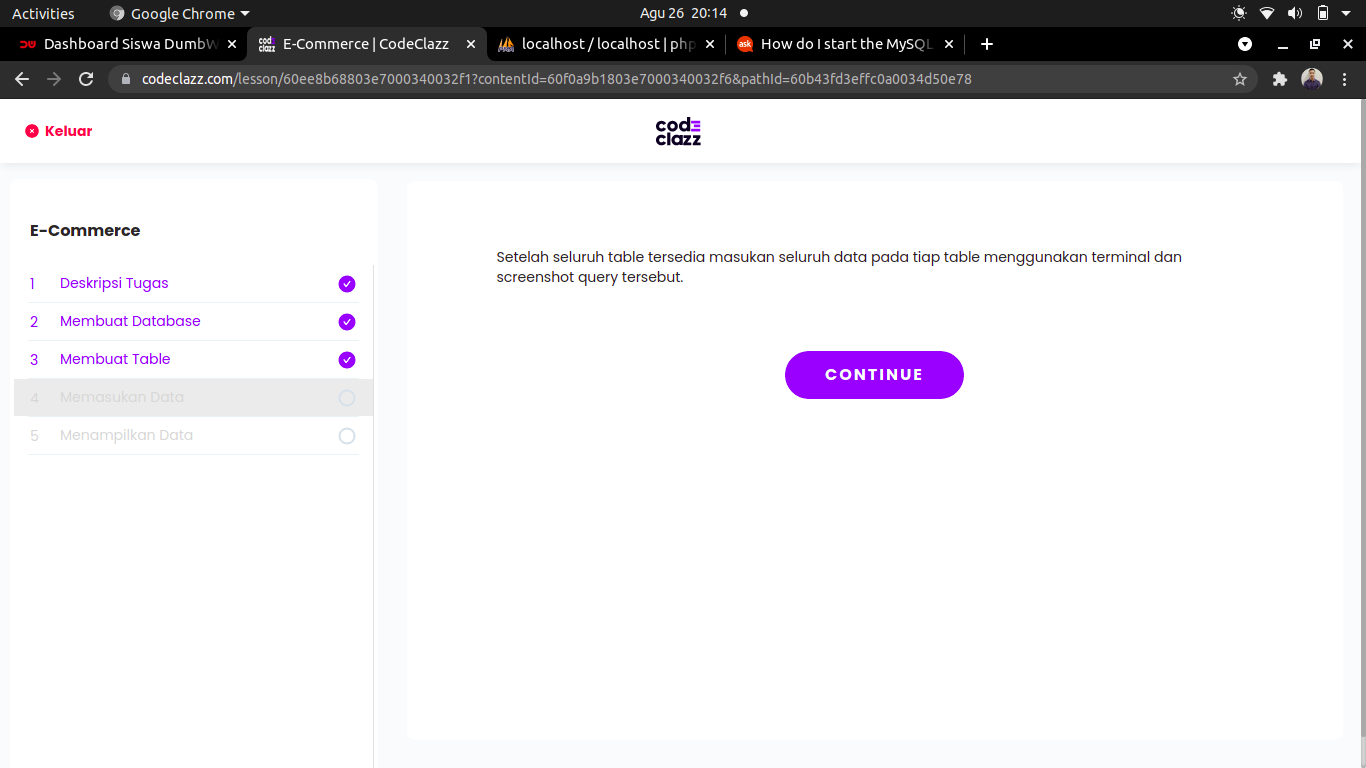 Activities
Google Chrome
Agu 26 20:14
Dashboard Siswa DumbW
E-Commerce | CodeClazz
localhost / localhost | php
How do I start the MySQL
codeclazz.com/lesson/60ee8b68803e7000340032f1?contentId=60f0a9b1803e7000340032f6&pathId=60b43fd3effc0a0034d50e78
Keluar
code
clazz
E-Commerce
1 Deskripsi Tugas
2 Membuat Database
3 Membuat Table
4 Memasukan Data
5 Menampilkan Data
Setelah seluruh table tersedia masukan seluruh data pada tiap table menggunakan terminal dan
screenshot query tersebut.
CONTINUE